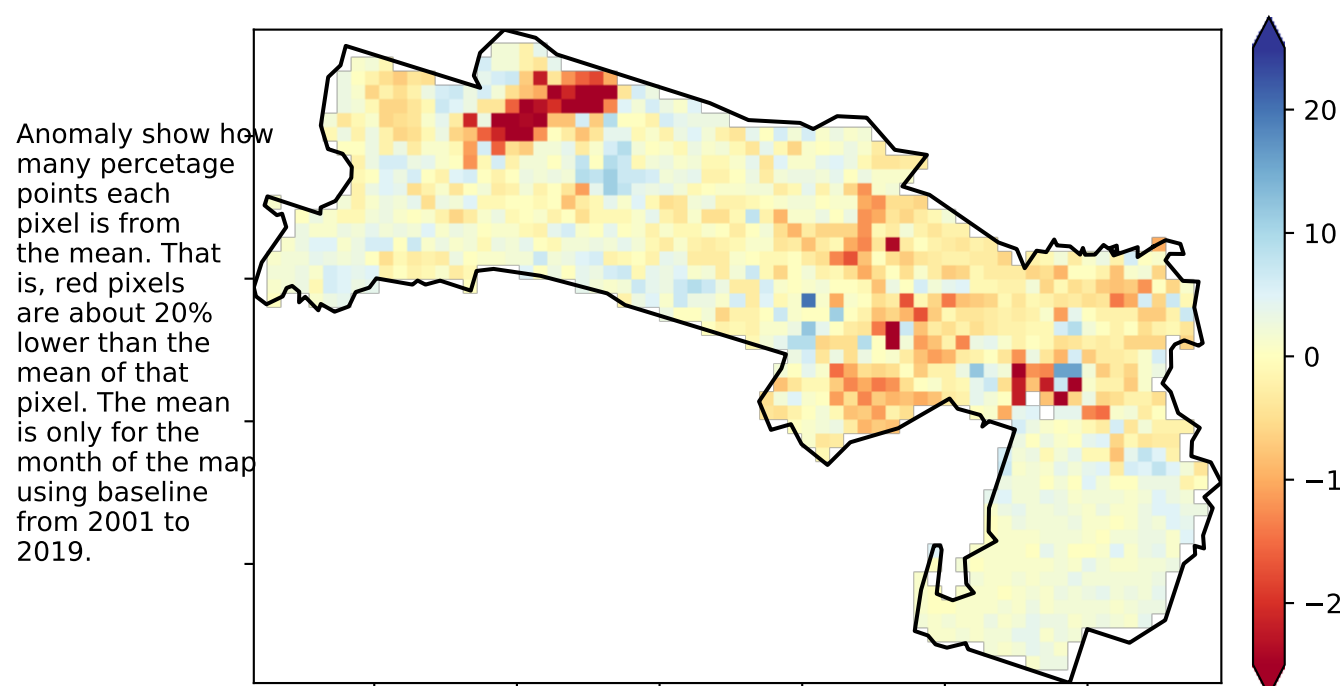 Anomaly show how
many percetage
points each
pixel is from
the mean. That
is, red pixels
are about 20%
lower than the
mean of that
pixel. The mean
is only for the
month of the map
using baseline
from 2001 to
2019.
20
10
0
−1
−2